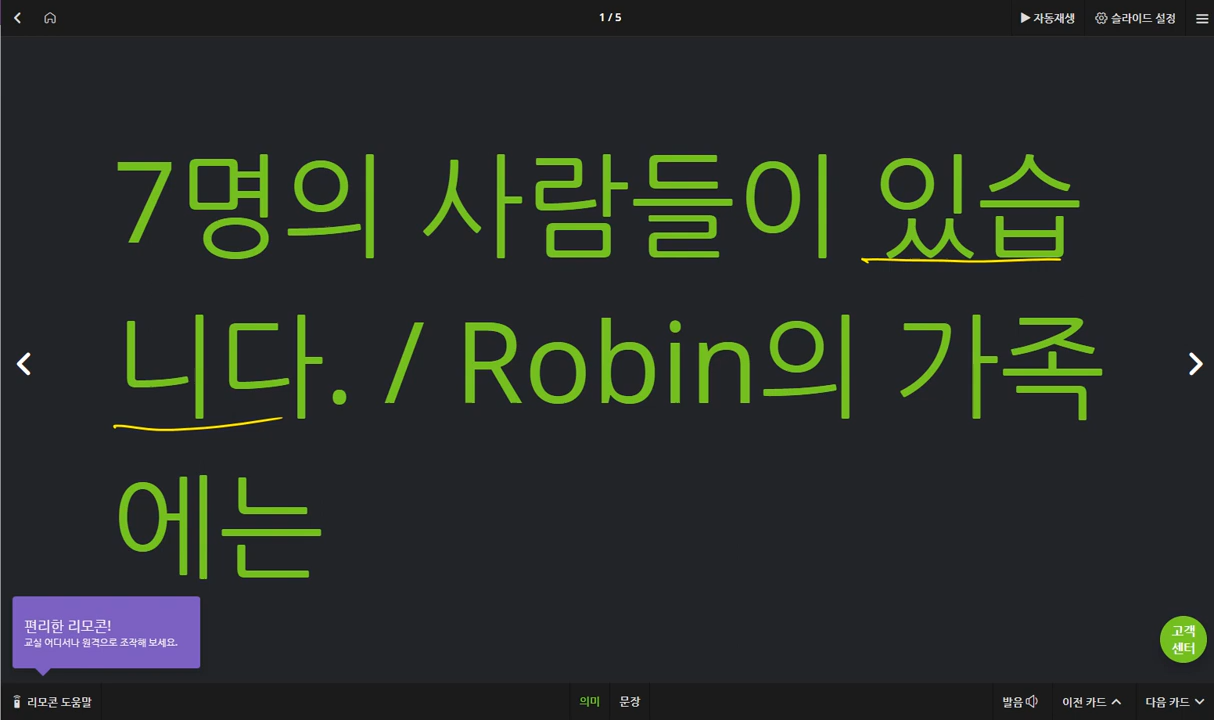 1 / 5
자동재생
슬라이드 설정
7명의 사람들이 있습
니다. / Robin의 가족
에는
편리한 리모콘!
교실 어디서나 원격으로 조작해 보세요.
고객
센터
리모콘 도움말
의미
문장
발음
이전 카드
다음 카드